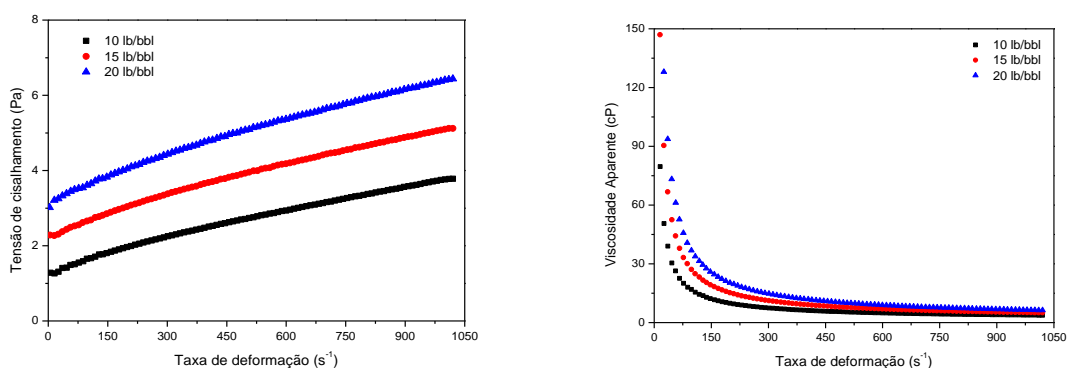 8
6
4
2
0
Tensão de cisalhamento (Pa)
10 lb/bbl
15 lb/bbl
20 lb/bbl
0 150 300 450 600 750 900 1050
Taxa de deformação (s⁻¹)
150
120
90
60
30
0
Viscosidade Aparente (cP)
10 lb/bbl
15 lb/bbl
20 lb/bbl
0 150 300 450 600 750 900 1050
Taxa de deformação (s⁻¹)